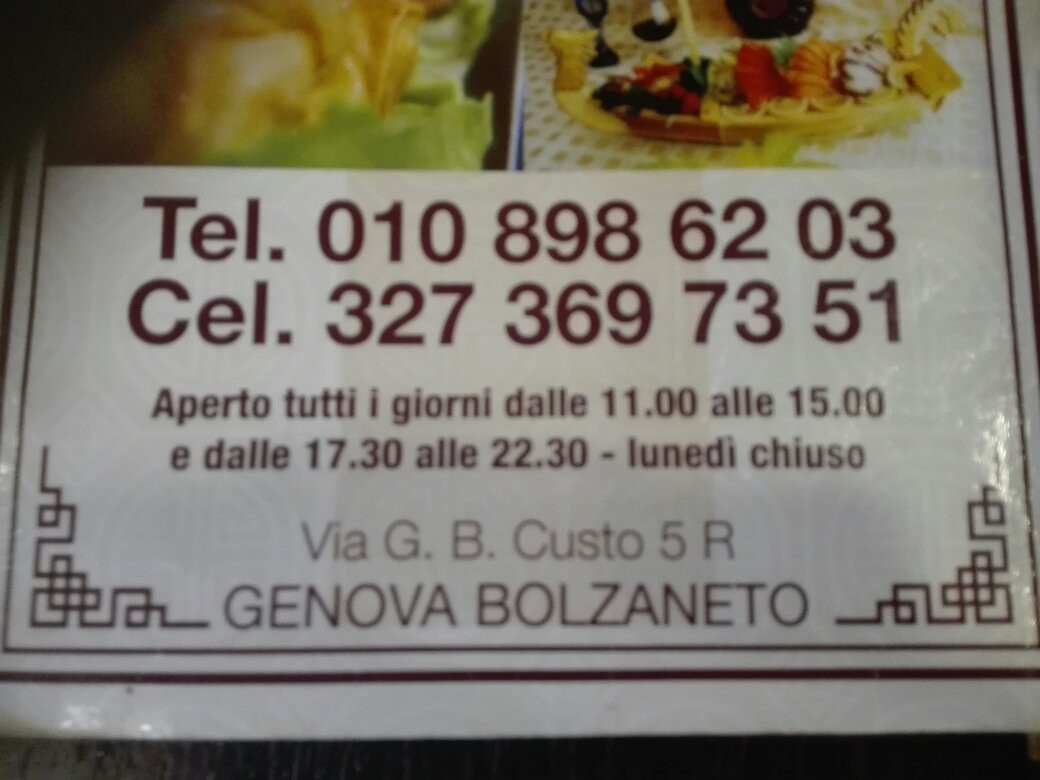 Tel. 010 898 62 03
Cel. 327 369 73 51
Aperto tutti i giorni dalle 11.00 alle 15.00
e dalle 17.30 alle 22.30 - lunedì chiuso
Via G. B. Custo 5 R
GENOVA BOLZANETO